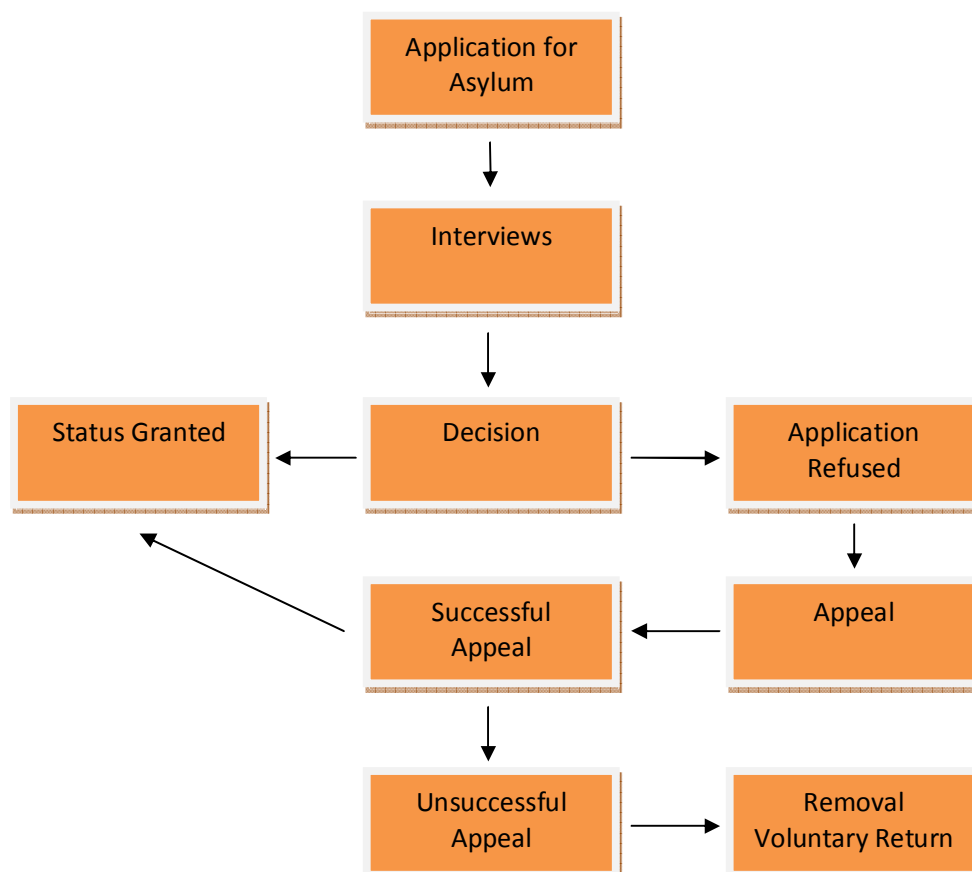 Application for
Asylum
Interviews
Status Granted
Decision
Application
Refused
Successful
Appeal
Appeal
Unsuccessful
Appeal
Removal
Voluntary Return